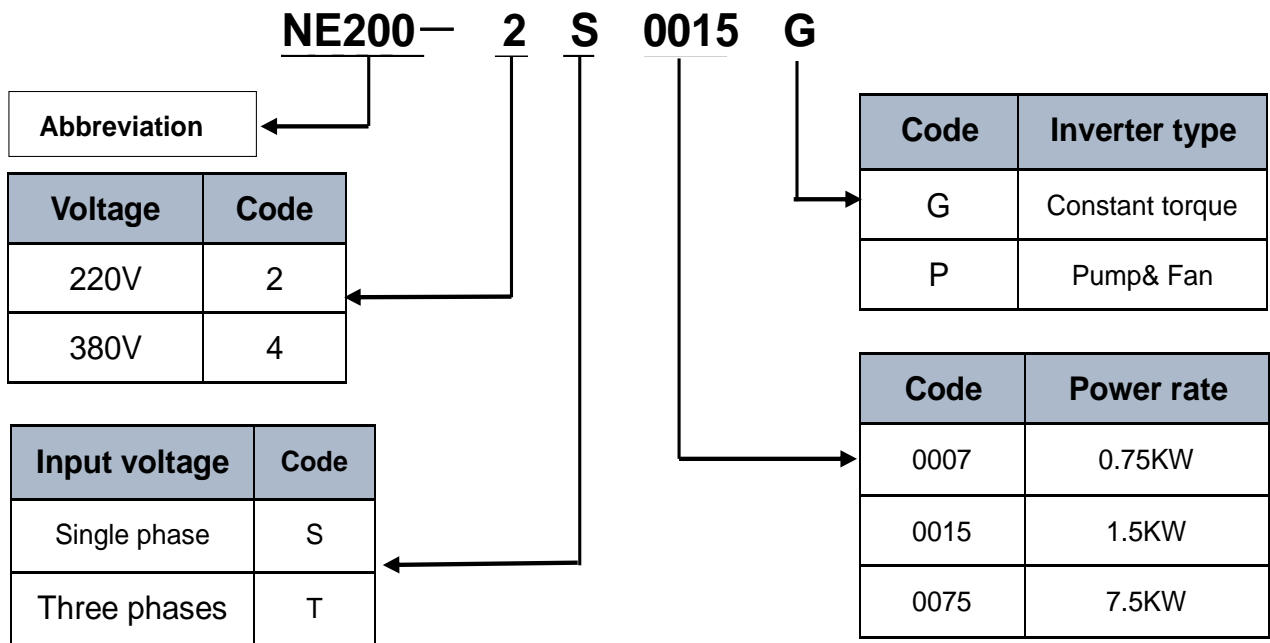 NE200— 2 S 0015 G
Abbreviation
Voltage Code
220V 2
380V 4
Input voltage Code
Single phase S
Three phases T
Code Inverter type
G Constant torque
P Pump& Fan
Code Power rate
0007 0.75KW
0015 1.5KW
0075 7.5KW